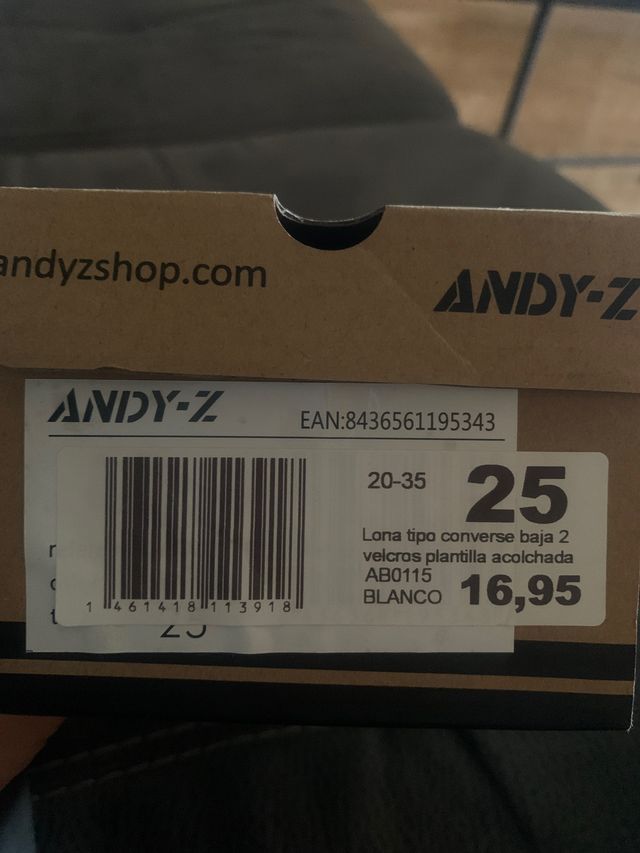 andyzshop.com
ANDY-Z
ANDY-Z
EAN:8436561195343
20-35
25
Lona tipo converse baja 2
velcros plantilla acolchada
AB0115
16,95
BLANCO
1 461418 113918
25